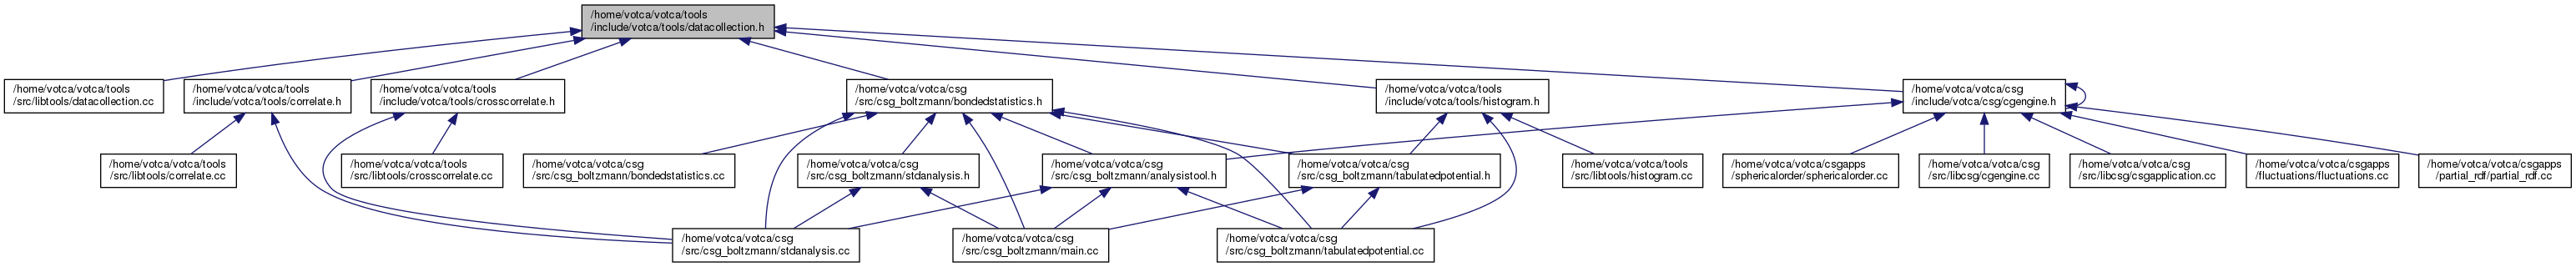 /home/votca/votca/tools
/include/votca/tools/datacollection.h
/home/votca/votca/tools
/src/libtools/datacollection.cc
/home/votca/votca/tools
/include/votca/tools/correlate.h
/home/votca/votca/tools
/include/votca/tools/crosscorrelate.h
/home/votca/votca/csg
/src/csg_boltzmann/bondedstatistics.h
/home/votca/votca/tools
/include/votca/tools/histogram.h
/home/votca/votca/csg
/include/votca/csg/cgengine.h
/home/votca/votca/tools
/src/libtools/correlate.cc
/home/votca/votca/tools
/src/libtools/crosscorrelate.cc
/home/votca/votca/csg
/src/csg_boltzmann/bondedstatistics.cc
/home/votca/votca/csg
/src/csg_boltzmann/stdanalysis.h
/home/votca/votca/csg
/src/csg_boltzmann/analysistool.h
/home/votca/votca/csg
/src/csg_boltzmann/tabulatedpotential.h
/home/votca/votca/tools
/src/libtools/histogram.cc
/home/votca/votca/csgapps
/sphericalorder/sphericalorder.cc
/home/votca/votca/csg
/src/libcsg/cgengine.cc
/home/votca/votca/csg
/src/libcsg/csgapplication.cc
/home/votca/votca/csgapps
/fluctuations/fluctuations.cc
/home/votca/votca/csgapps
/partial_rdf/partial_rdf.cc
/home/votca/votca/csg
/src/csg_boltzmann/stdanalysis.cc
/home/votca/votca/csg
/src/csg_boltzmann/main.cc
/home/votca/votca/csg
/src/csg_boltzmann/tabulatedpotential.cc